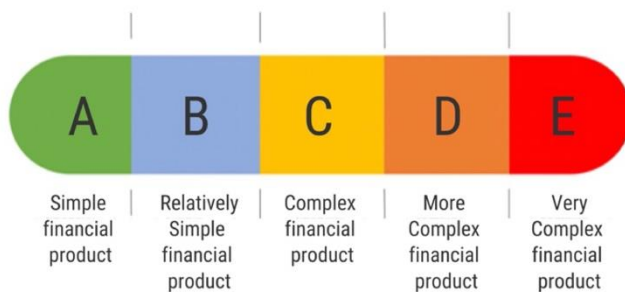 A B C D E
Simple
financial
product
Relatively
Simple
financial
product
Complex
financial
product
More
Complex
financial
product
Very
Complex
financial
product